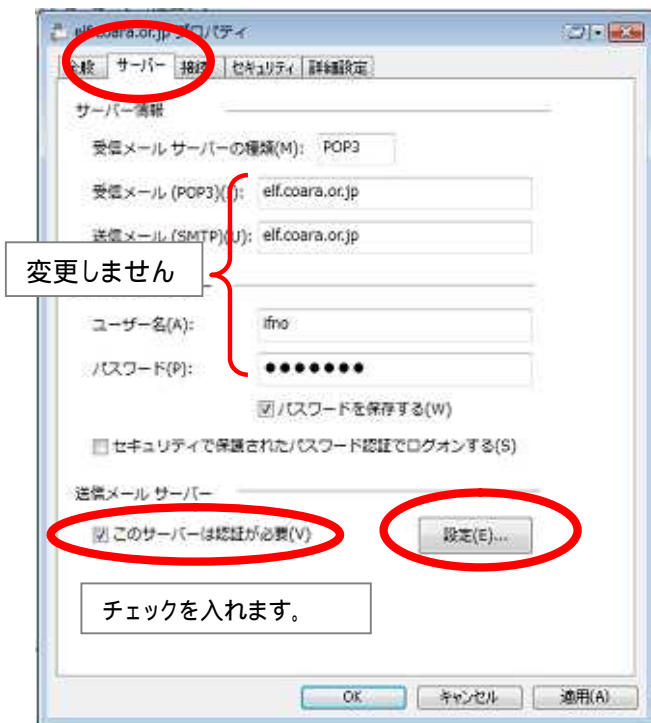 elf.coara.or.jp プロパティ
全般 サーバー 接続 セキュリティ 詳細設定
サーバー情報
受信メール サーバーの種類(M): POP3
受信メール (POP3)(I): elf.coara.or.jp
送信メール (SMTP)(U): elf.coara.or.jp
変更しません
ユーザー名(A): ifno
パスワード(P): ●●●●●●●
パスワードを保存する(W)
セキュリティで保護されたパスワード認証でログオンする(S)
送信メール サーバー
このサーバーは認証が必要(V) 設定(E)...
チェックを入れます。
OK キャンセル 適用(A)